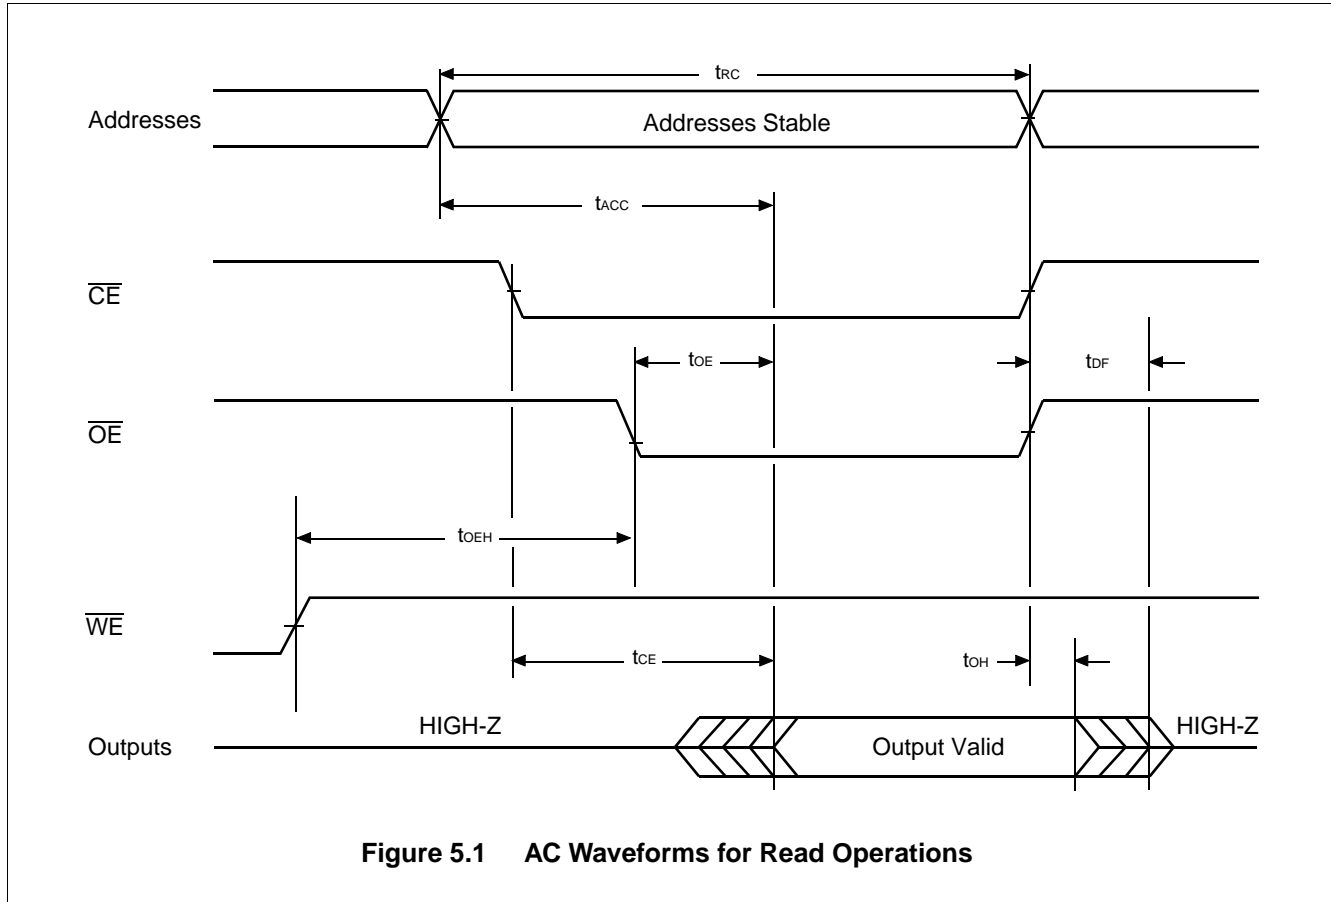 tRC
Addresses
Addresses Stable
tACC
CE
tOE
tDF
OE
tOEH
WE
tCE
tOH
HIGH-Z
HIGH-Z
Outputs
Output Valid
Figure 5.1 AC Waveforms for Read Operations